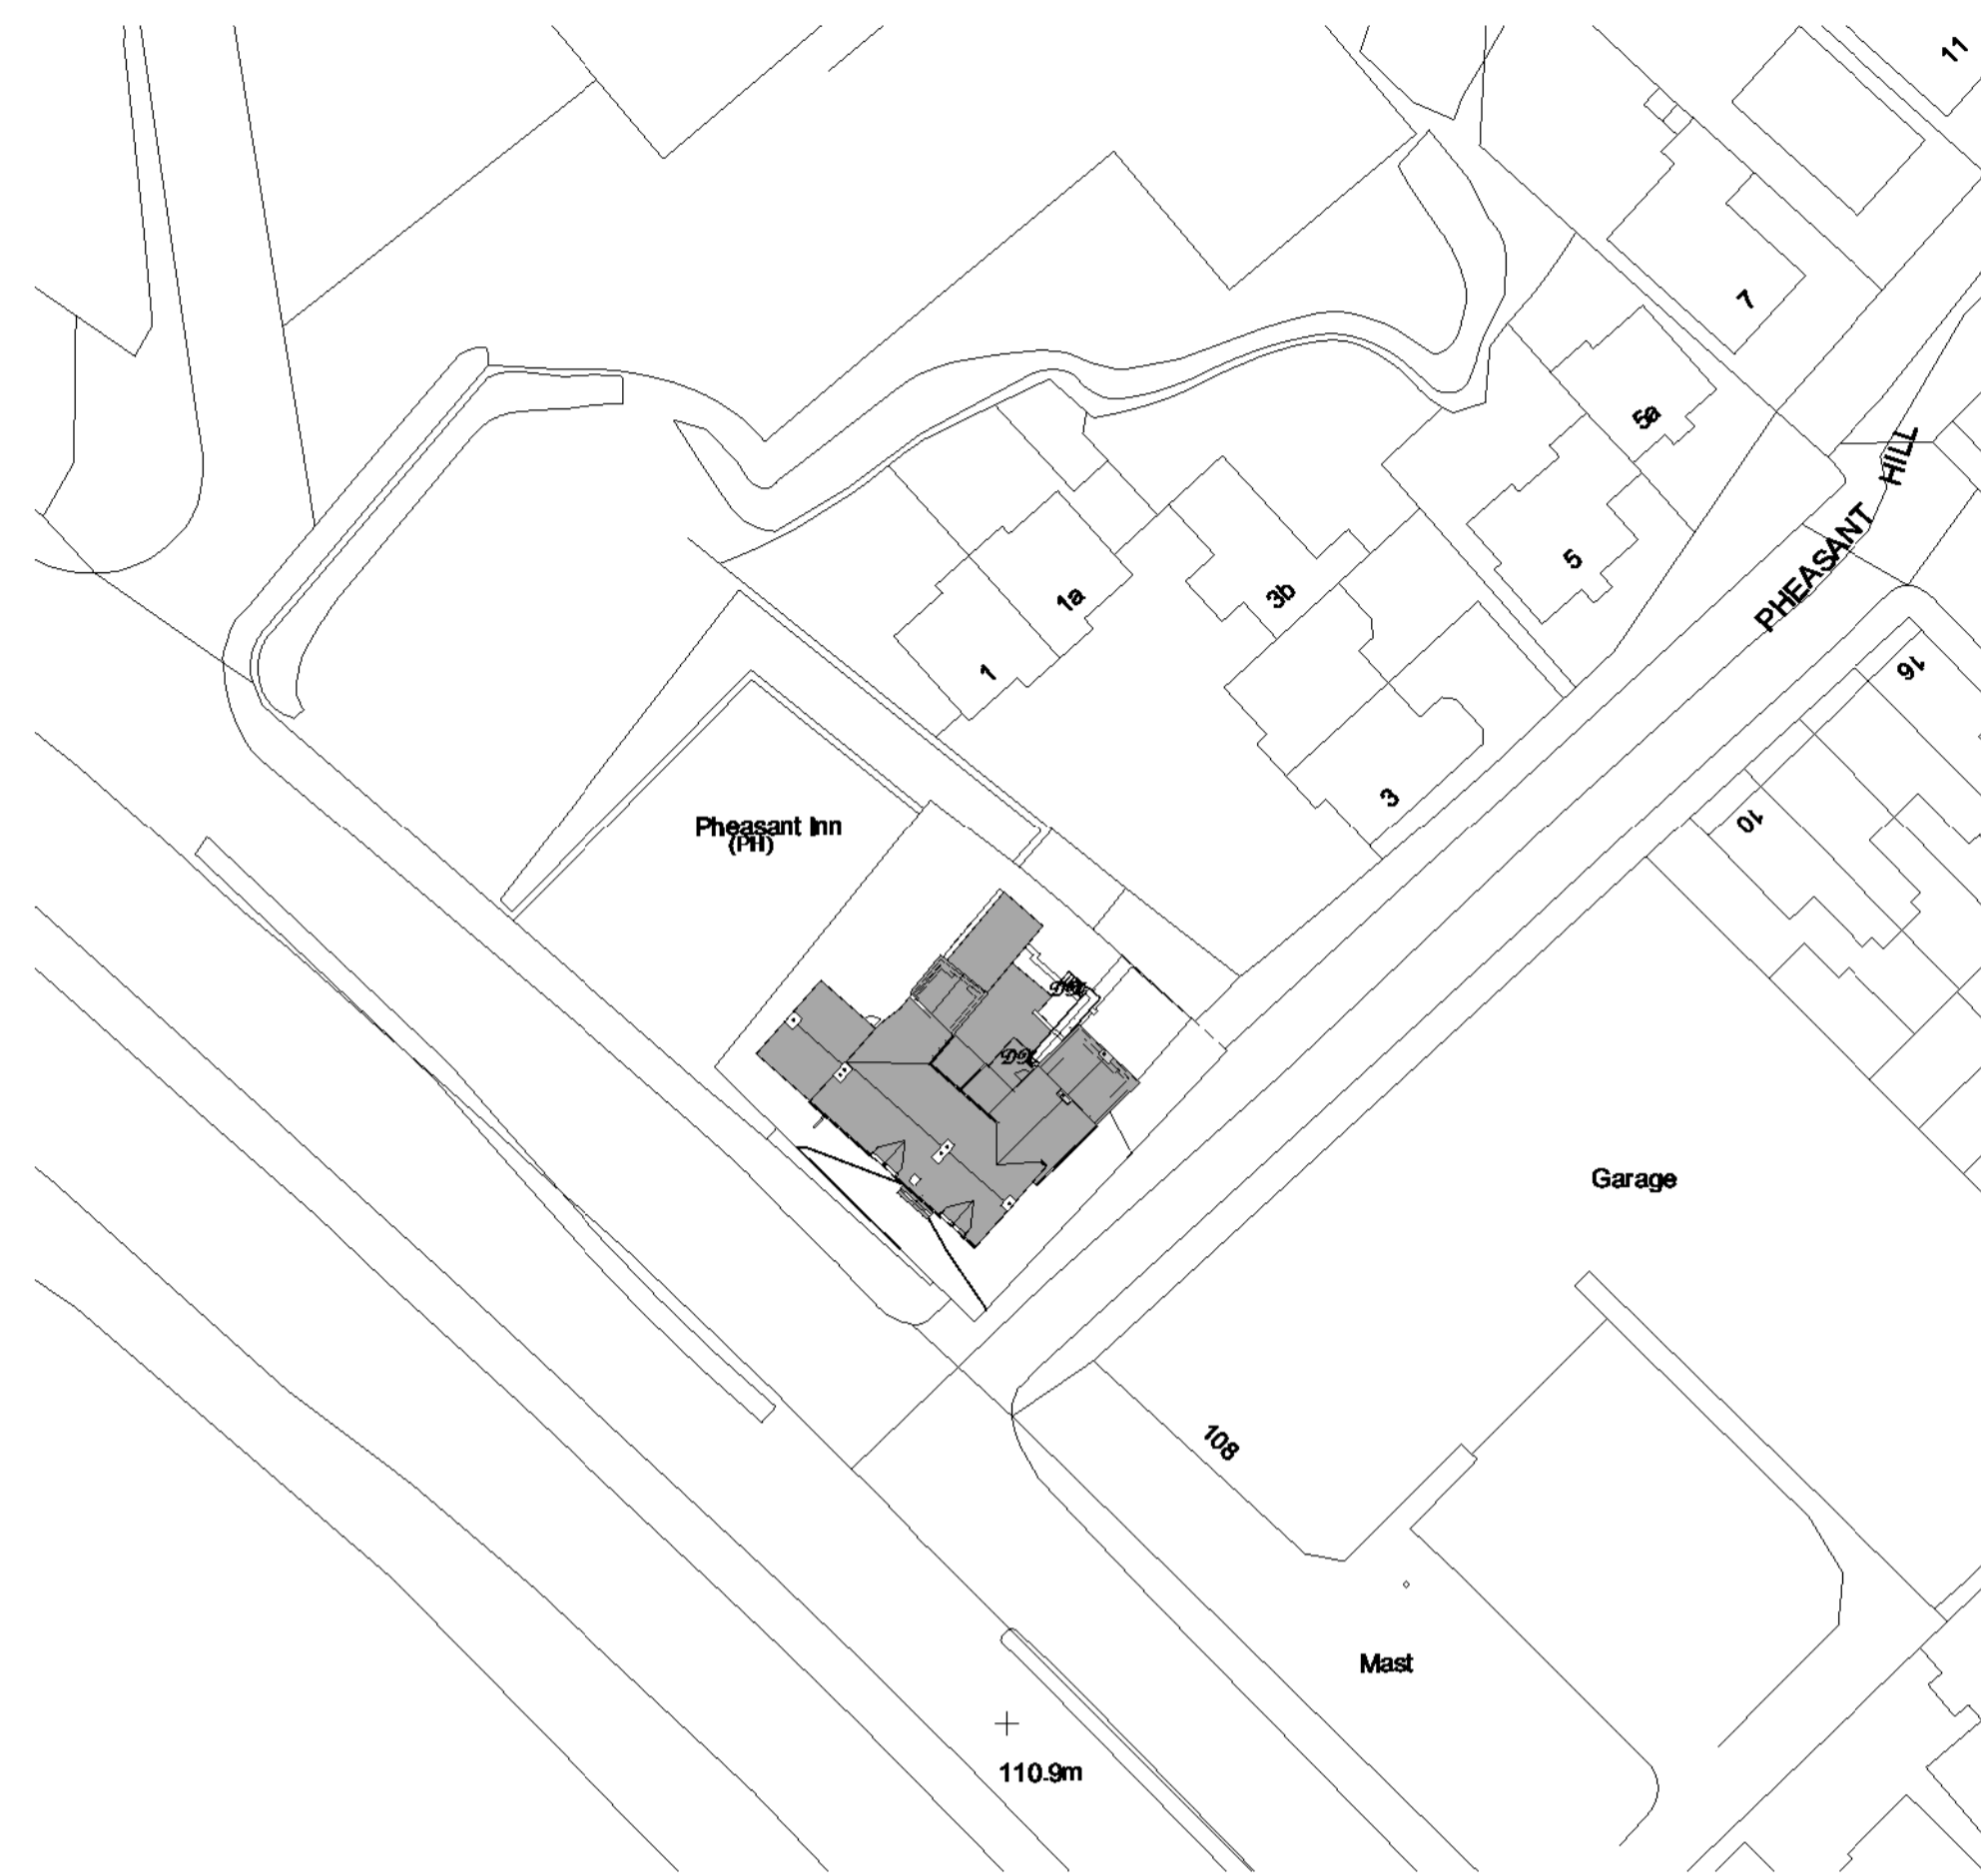 11
7
5a
PHEASANT HILL
5
1a
3b
1
16
3
10
Pheasant Inn
(PH)
Garage
108
Mast
110.9m